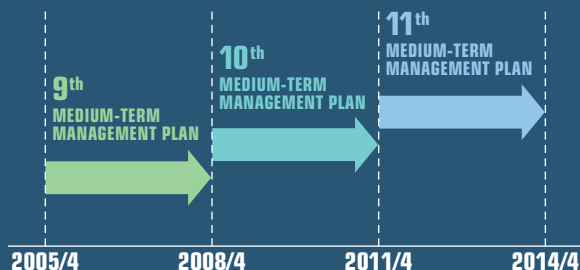 9th
MEDIUM-TERM
MANAGEMENT PLAN
10th
MEDIUM-TERM
MANAGEMENT PLAN
11th
MEDIUM-TERM
MANAGEMENT PLAN
2005/4
2008/4
2011/4
2014/4